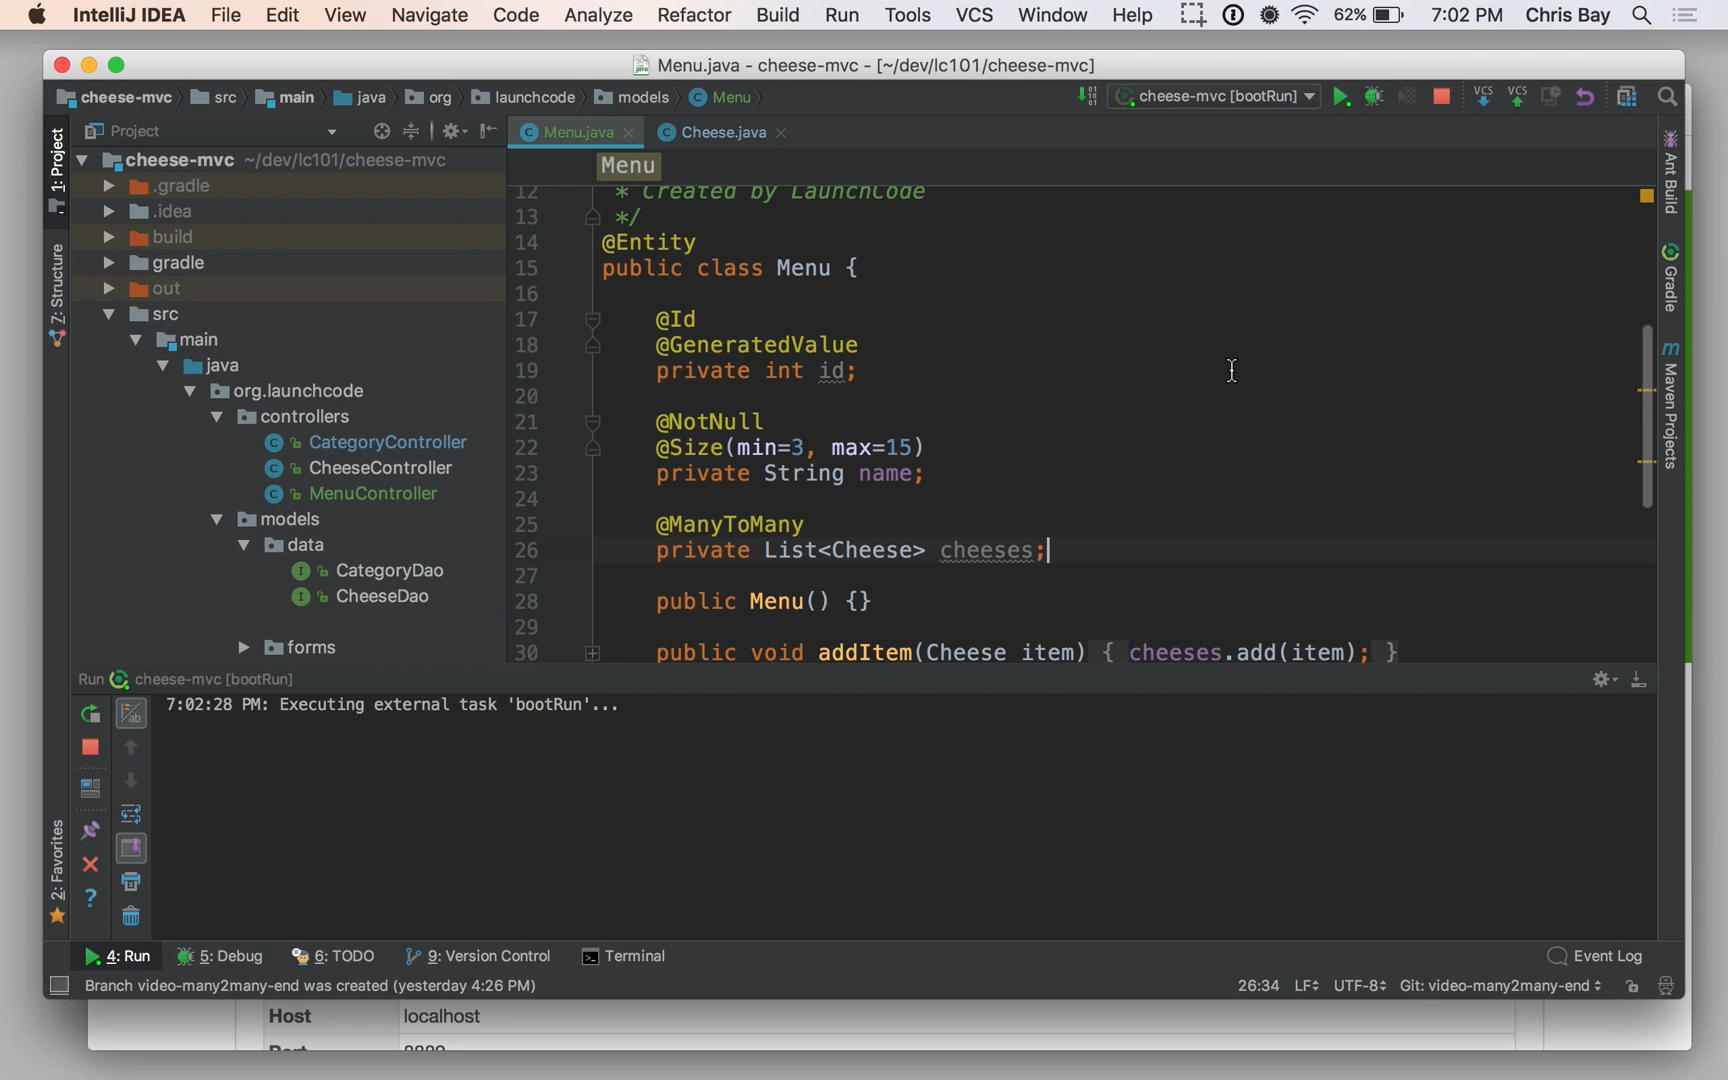 IntelliJ IDEA File Edit View Navigate Code Analyze Refactor Build Run Tools VCS Window Help 62% 7:02 PM Chris Bay
Menu.java - cheese-mvc - [~/dev/lc101/cheese-mvc]
cheese-mvc src main java org launchcode models Menu cheese-mvc [bootRun] VCS VCS
Project Menu.java Cheese.java
1: Project
Z: Structure
2: Favorites
cheese-mvc ~/dev/lc101/cheese-mvc
.gradle
.idea
build
gradle
out
src
main
java
org.launchcode
controllers
CategoryController
CheeseController
MenuController
models
data
CategoryDao
CheeseDao
forms
Menu
12 * Created by LaunchCode
13 */
14 @Entity
15 public class Menu {
16
17 @Id
18 @GeneratedValue
19 private int id;
20
21 @NotNull
22 @Size(min=3, max=15)
23 private String name;
24
25 @ManyToMany
26 private List<Cheese> cheeses;
27
28 public Menu() {}
29
30 public void addItem(Cheese item) { cheeses.add(item); }
Ant Build
Gradle
Maven Projects
Run cheese-mvc [bootRun]
7:02:28 PM: Executing external task 'bootRun'...
4: Run 5: Debug 6: TODO 9: Version Control Terminal Event Log
Branch video-many2many-end was created (yesterday 4:26 PM) 26:34 LF UTF-8 Git: video-many2many-end
Host localhost